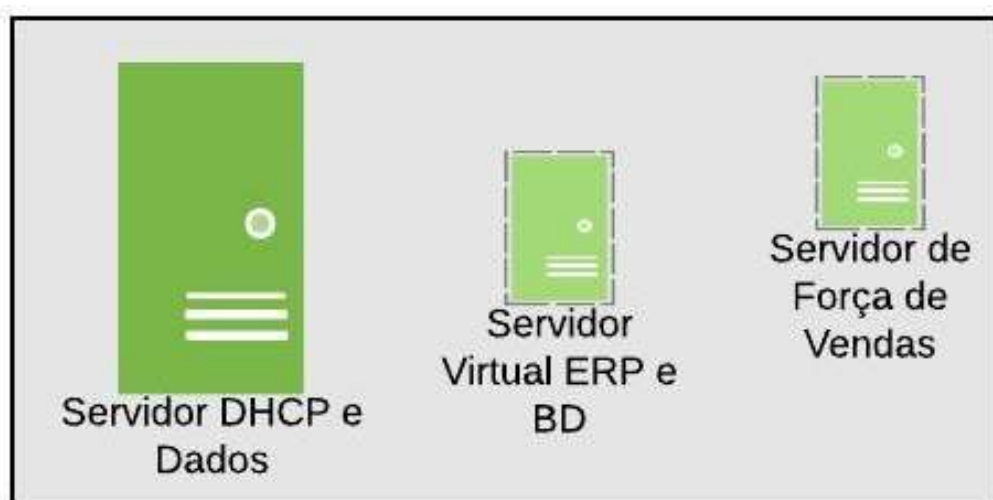 Servidor DHCP e
Dados
Servidor
Virtual ERP e
BD
Servidor de
Força de
Vendas